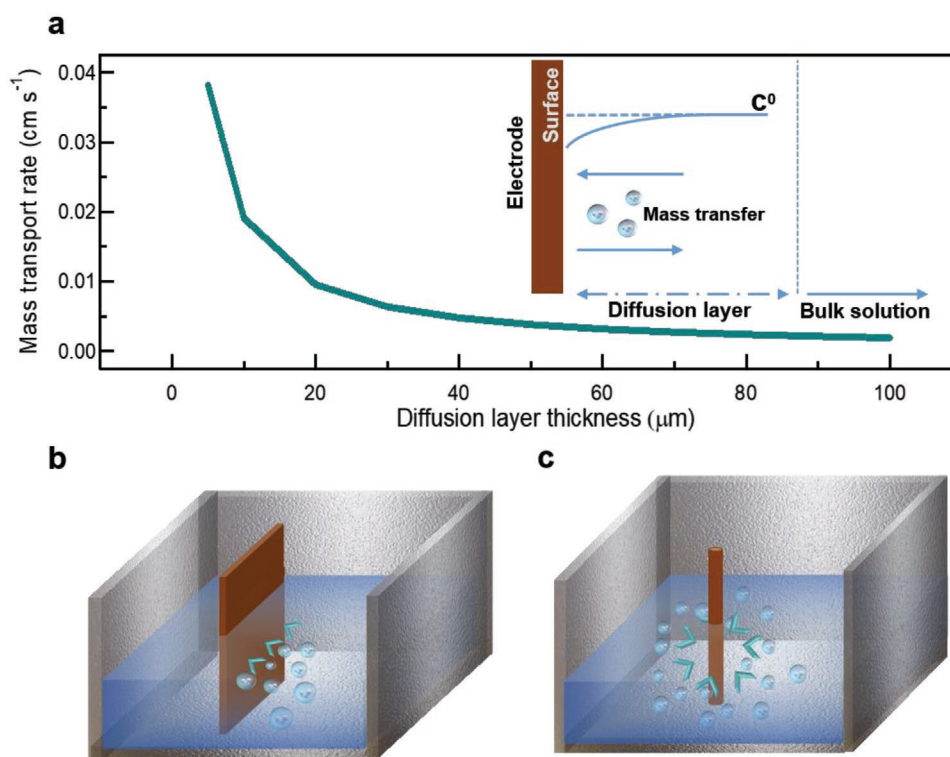 a
Mass transport rate (cm s⁻¹)
0.04
0.03
0.02
0.01
0.00
0
20
40
60
80
100
Diffusion layer thickness (μm)
Electrode
Surface
C⁰
Mass transfer
Diffusion layer
Bulk solution
b
c